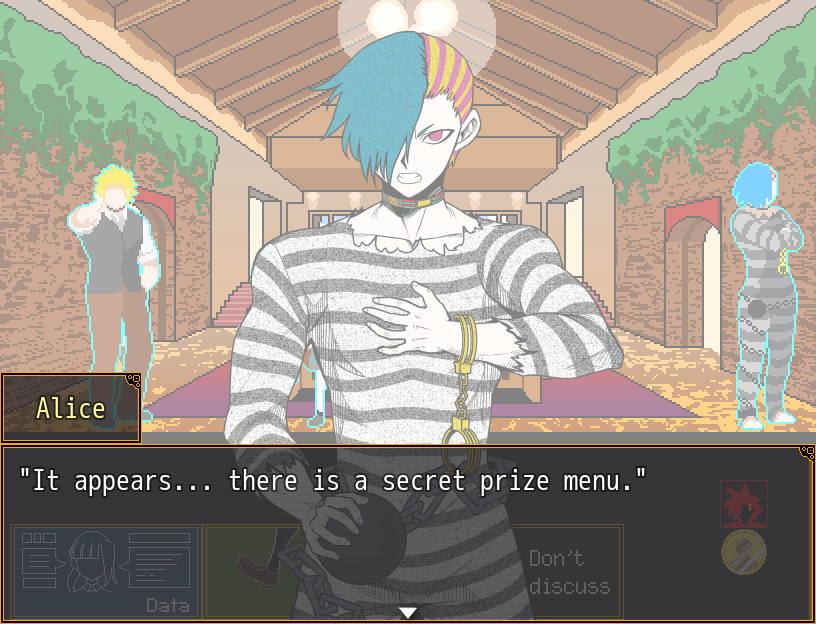 Alice
"It appears... there is a secret prize menu."
Data
Don't
discuss